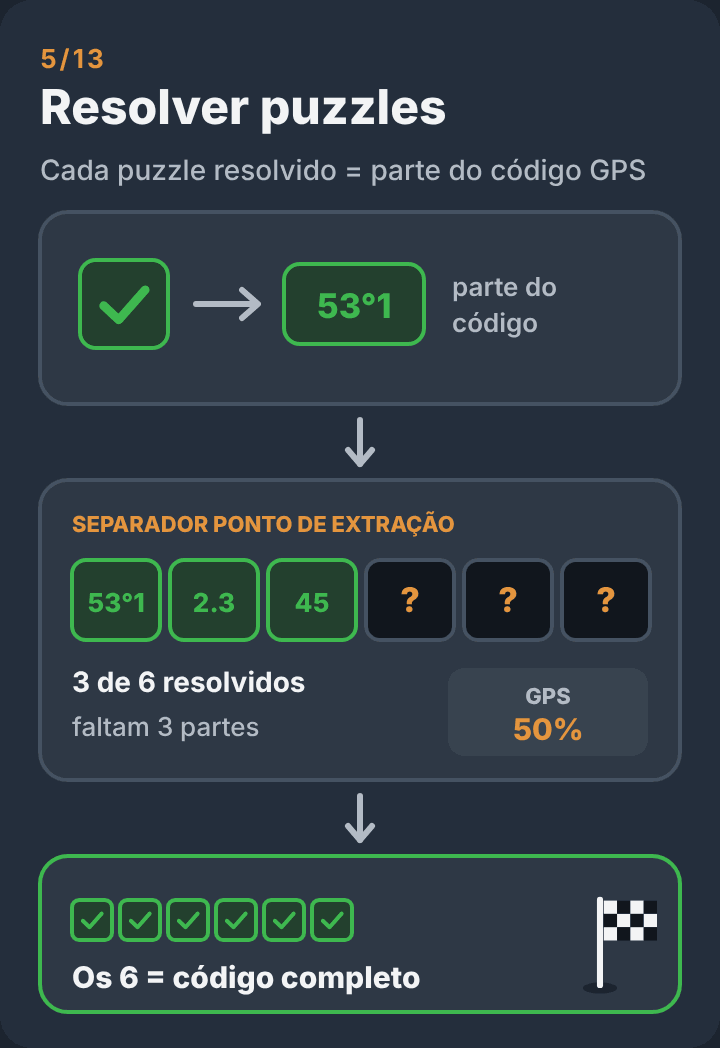 5/13
Resolver puzzles
Cada puzzle resolvido = parte do código GPS
53°1
parte do
código
SEPARADOR PONTO DE EXTRAÇÃO
53°1 2.3 45 ? ? ?
3 de 6 resolvidos
faltam 3 partes
GPS
50%
Os 6 = código completo